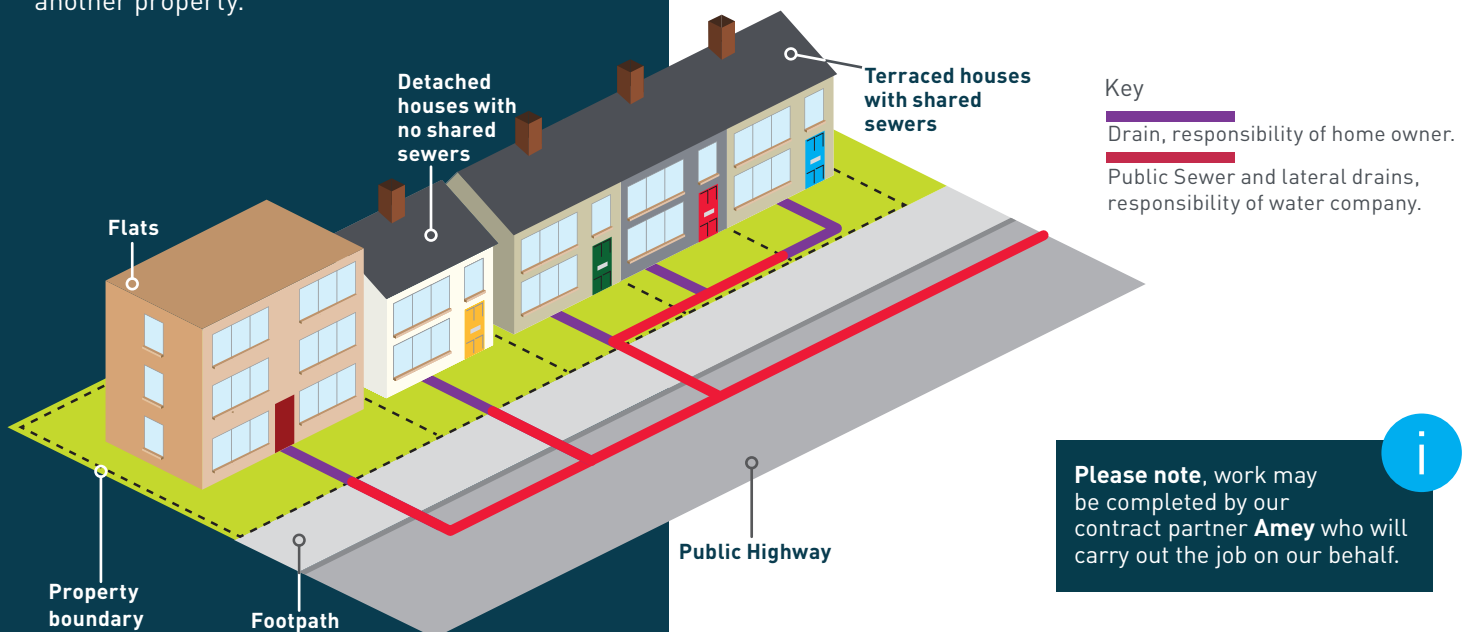 another property.
Detached
houses with
no shared
sewers
Terraced houses
with shared
sewers
Key
Drain, responsibility of home owner.
Public Sewer and lateral drains,
responsibility of water company.
Flats
i
Please note, work may
be completed by our
contract partner Amey who will
carry out the job on our behalf.
Public Highway
Property
boundary
Footpath